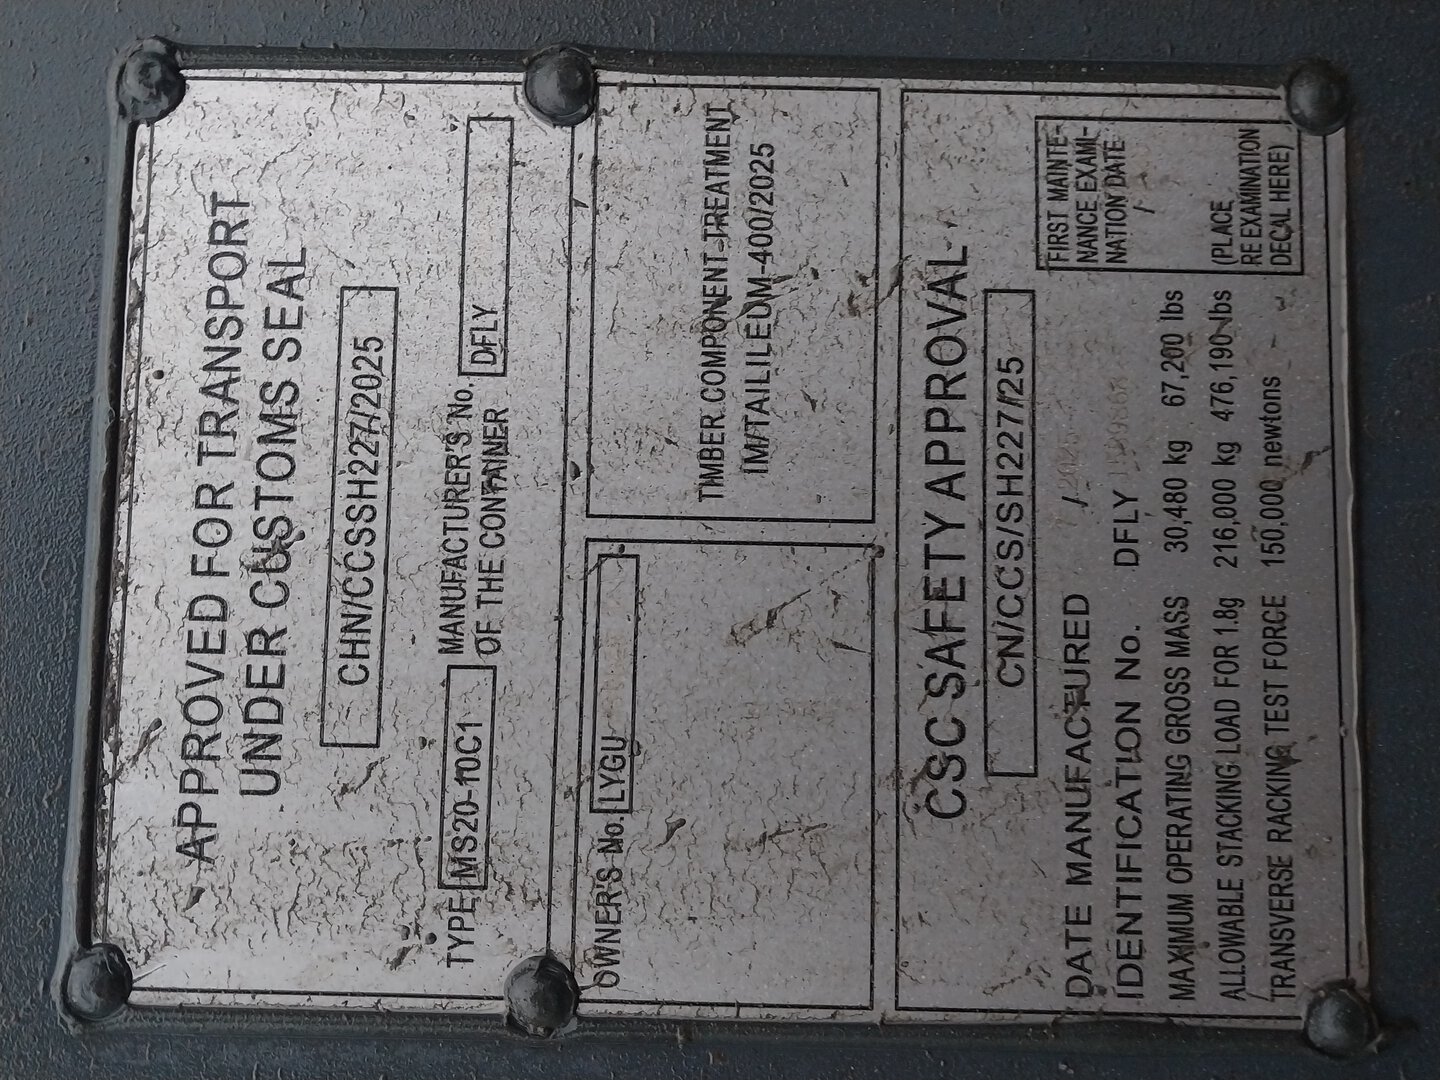 APPROVED FOR TRANSPORT
UNDER CUSTOMS SEAL
CHN/CCSSH227/2025
TYPE MS20-10C1 MANUFACTURER'S No. OF THE CONTAINER DFLY
OWNER'S No. LYGU
TIMBER COMPONENT TREATMENT
IM/TAILILEUM-400/2025
CSC SAFETY APPROVAL
CN/CCS/SH227/25
DATE MANUFACTURED / 2025
IDENTIFICATION No. DFLY
MAXIMUM OPERATING GROSS MASS 30,480 kg 67,200 lbs
ALLOWABLE STACKING LOAD FOR 1.8g 216,000 kg 476,190 lbs
TRANSVERSE RACKING TEST FORCE 150,000 newtons
FIRST MAINTE-
NANCE EXAMI-
NATION DATE
/
(PLACE
RE EXAMINATION
DECAL HERE)